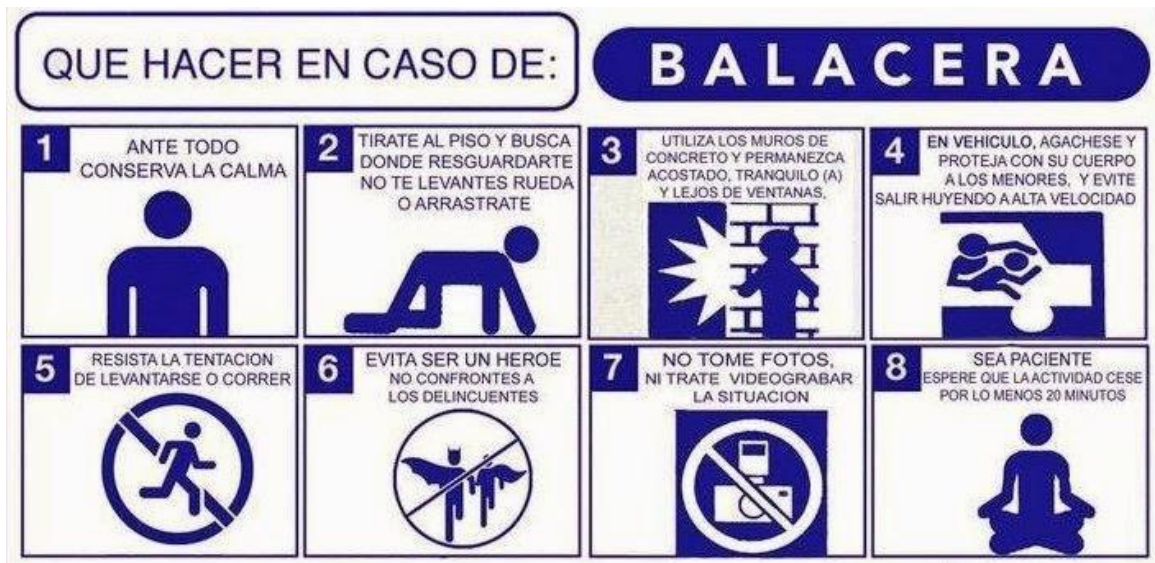 QUE HACER EN CASO DE:
BALACERA
1
ANTE TODO
CONSERVA LA CALMA
2
TIRATE AL PISO Y BUSCA
DONDE RESGUARDARTE
NO TE LEVANTES RUEDA
O ARRASTRATE
3
UTILIZA LOS MUROS DE
CONCRETO Y PERMANEZCA
ACOSTADO, TRANQUILO (A)
Y LEJOS DE VENTANAS,
4
EN VEHICULO, AGACHESE Y
PROTEJA CON SU CUERPO
A LOS MENORES, Y EVITE
SALIR HUYENDO A ALTA VELOCIDAD
5
RESISTA LA TENTACION
DE LEVANTARSE O CORRER
6
EVITA SER UN HEROE
NO CONFRONTES A
LOS DELINCUENTES
7
NO TOME FOTOS,
NI TRATE VIDEOGRABAR
LA SITUACION
8
SEA PACIENTE
ESPERE QUE LA ACTIVIDAD CESE
POR LO MENOS 20 MINUTOS